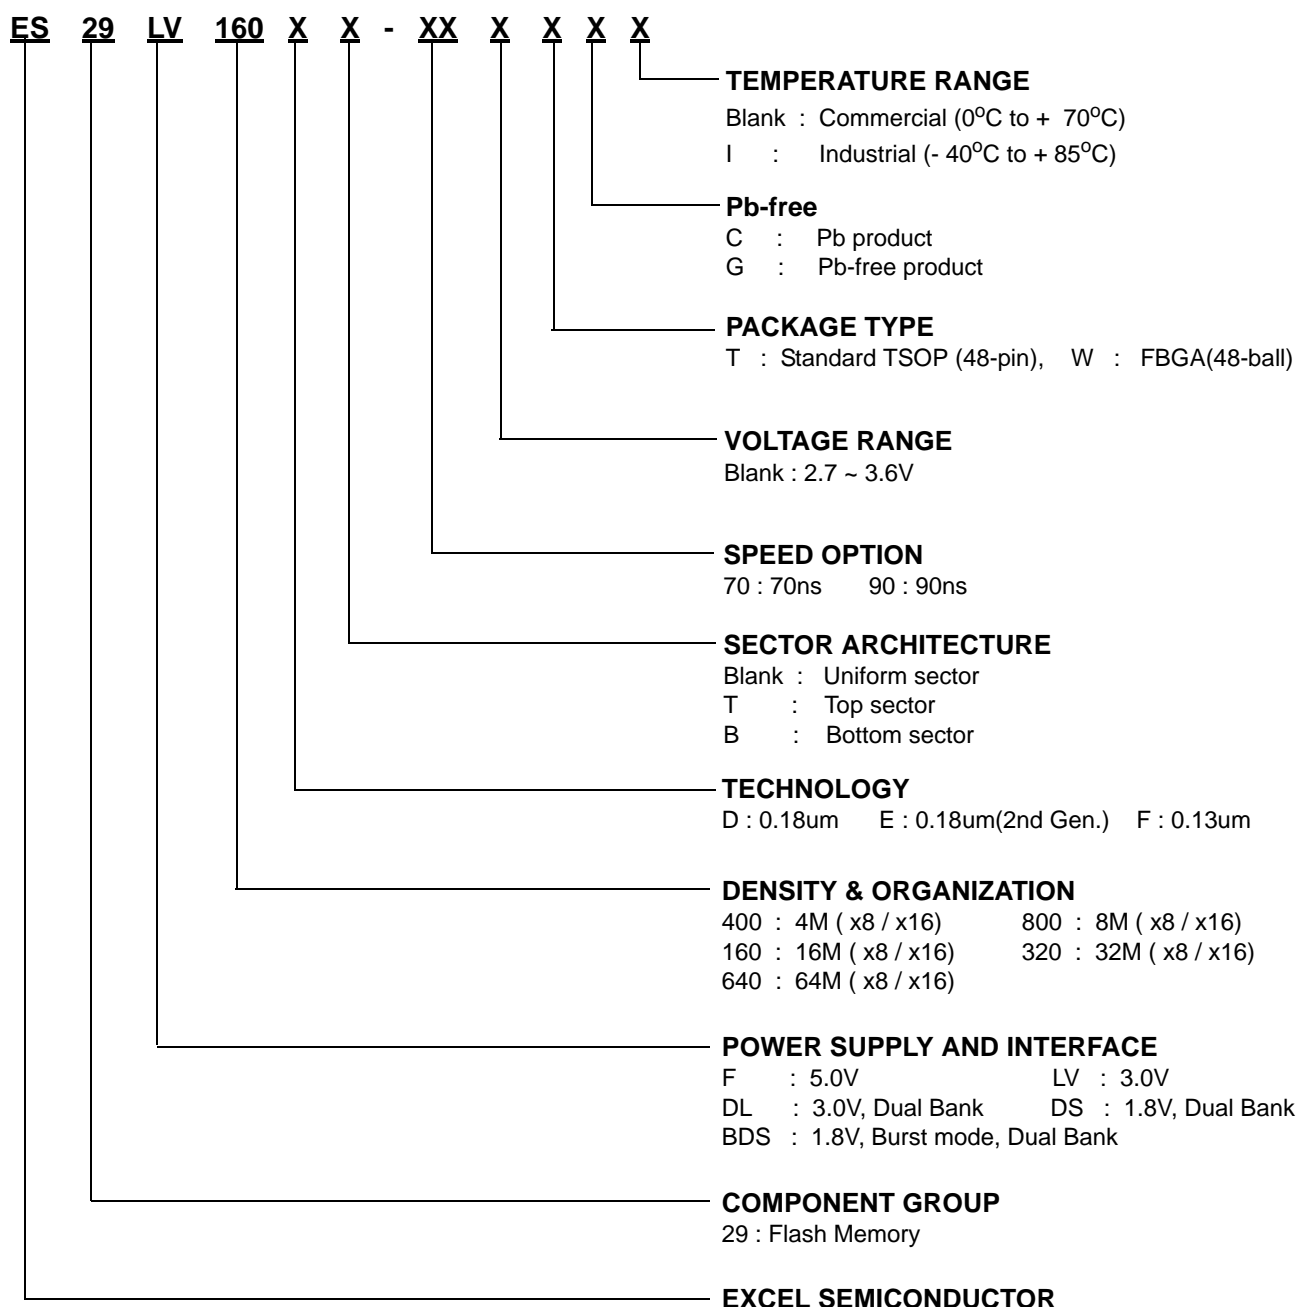 ES 29 LV 160 X X - XX X X X X
TEMPERATURE RANGE
Blank : Commercial (0oC to + 70oC)
I : Industrial (- 40oC to + 85oC)
Pb-free
C : Pb product
G : Pb-free product
PACKAGE TYPE
T : Standard TSOP (48-pin), W : FBGA(48-ball)
VOLTAGE RANGE
Blank : 2.7 ~ 3.6V
SPEED OPTION
70 : 70ns 90 : 90ns
SECTOR ARCHITECTURE
Blank : Uniform sector
T : Top sector
B : Bottom sector
TECHNOLOGY
D : 0.18um E : 0.18um(2nd Gen.) F : 0.13um
DENSITY & ORGANIZATION
400 : 4M ( x8 / x16) 800 : 8M ( x8 / x16)
160 : 16M ( x8 / x16) 320 : 32M ( x8 / x16)
640 : 64M ( x8 / x16)
POWER SUPPLY AND INTERFACE
F : 5.0V LV : 3.0V
DL : 3.0V, Dual Bank DS : 1.8V, Dual Bank
BDS : 1.8V, Burst mode, Dual Bank
COMPONENT GROUP
29 : Flash Memory
EXCEL SEMICONDUCTOR